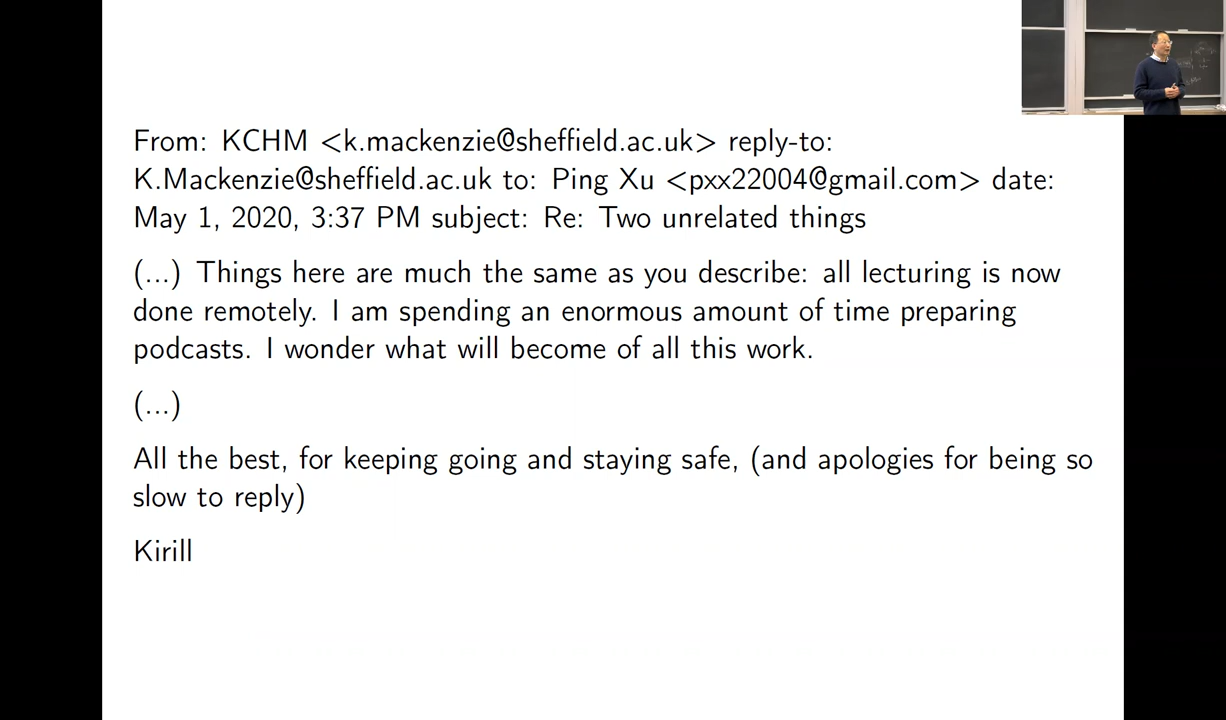 From: KCHM <k.mackenzie@sheffield.ac.uk> reply-to:
K.Mackenzie@sheffield.ac.uk to: Ping Xu <pxx22004@gmail.com> date:
May 1, 2020, 3:37 PM subject: Re: Two unrelated things
(...) Things here are much the same as you describe: all lecturing is now
done remotely. I am spending an enormous amount of time preparing
podcasts. I wonder what will become of all this work.
(...)
All the best, for keeping going and staying safe, (and apologies for being so
slow to reply)
Kirill